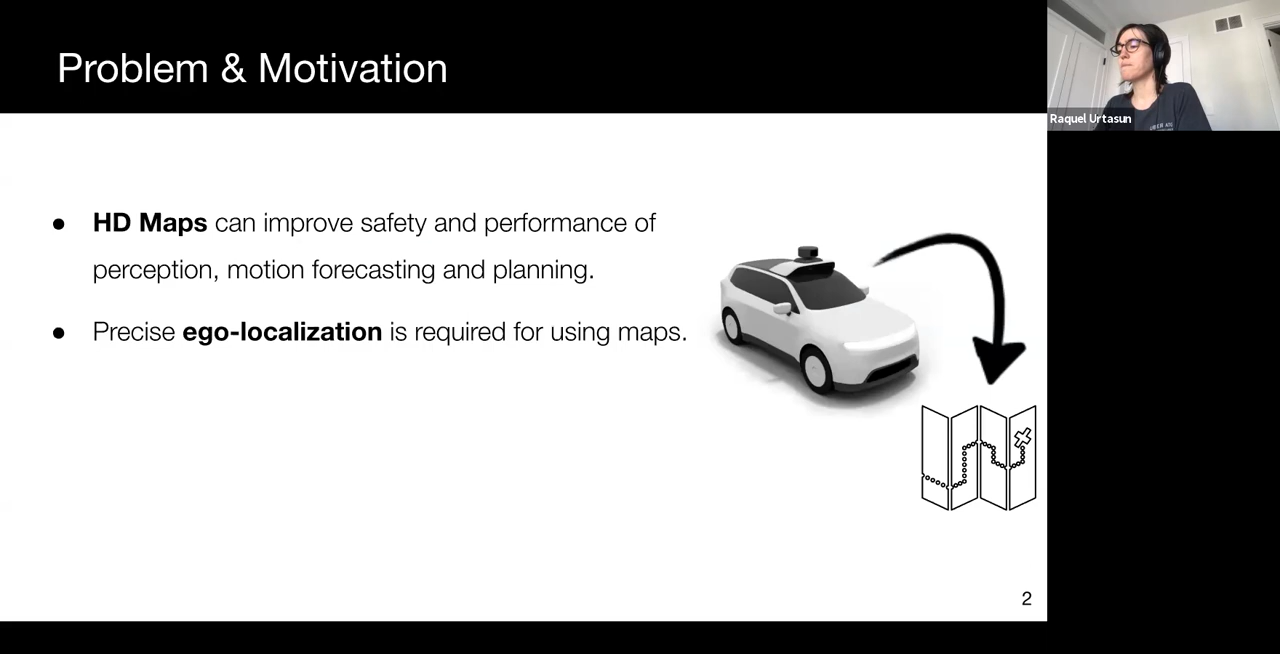 Problem & Motivation
Raquel Urtasun
● HD Maps can improve safety and performance of
perception, motion forecasting and planning.
● Precise ego-localization is required for using maps.
2